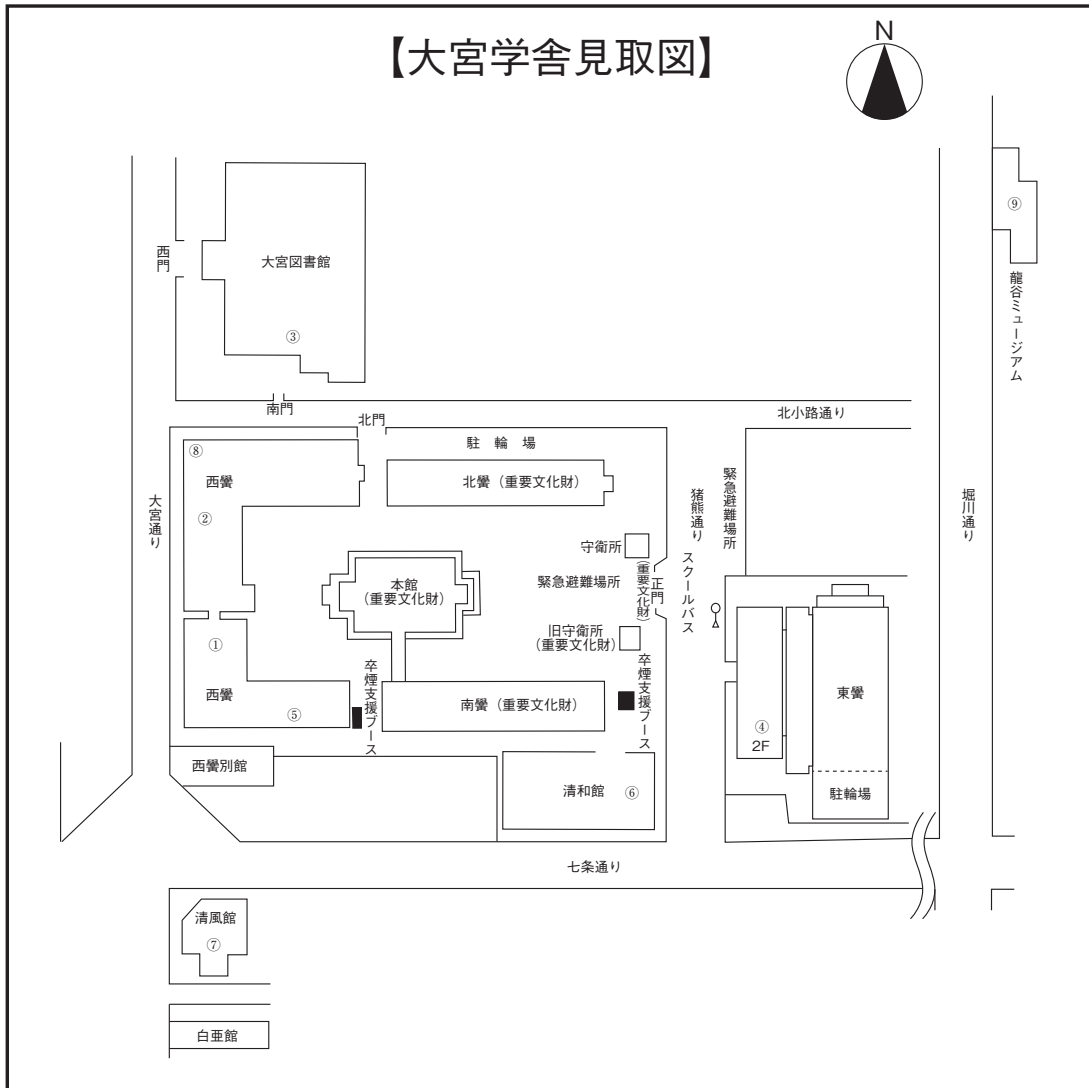 【大宮学舎見取図】
N
西門
大宮図書館
③
⑨
龍谷ミュージアム
南門
北門
駐輪場
北小路通り
⑧
西黌
②
大宮通り
北黌（重要文化財）
猪熊通り
緊急避難場所
堀川通り
守衛所
本館
（重要文化財）
緊急避難場所
正門
（重要文化財）
スクールバス
旧守衛所
（重要文化財）
①
西黌
⑤
卒煙支援ブース
南黌（重要文化財）
卒煙支援ブース
東黌
④
2F
西黌別館
清和館
⑥
駐輪場
七条通り
清風館
⑦
白亜館